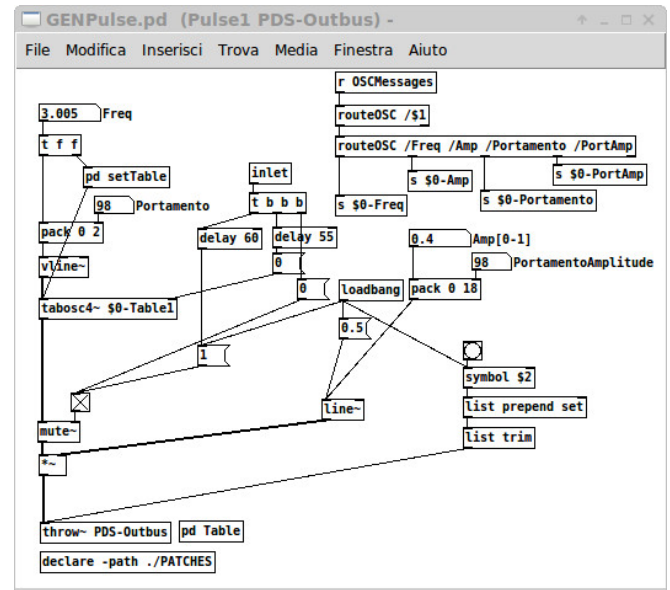 GENPulse.pd (Pulse1 PDS-Outbus) -
File Modifica Inserisci Trova Media Finestra Aiuto
r OSCMessages
3.005 Freq
routeOSC /$1
t f f
routeOSC /Freq /Amp /Portamento /PortAmp
pd setTable
inlet
s $0-Amp
s $0-PortAmp
98 Portamento
t b b b
s $0-Freq
s $0-Portamento
pack 0 2
delay 60
delay 55
0.4 Amp[0-1]
vline~
0
98 PortamentoAmplitude
0
loadbang
pack 0 18
tabosc4~ $0-Table1
0.5
1
symbol $2
line~
list prepend set
mute~
list trim
*~
throw~ PDS-Outbus
pd Table
declare -path ./PATCHES